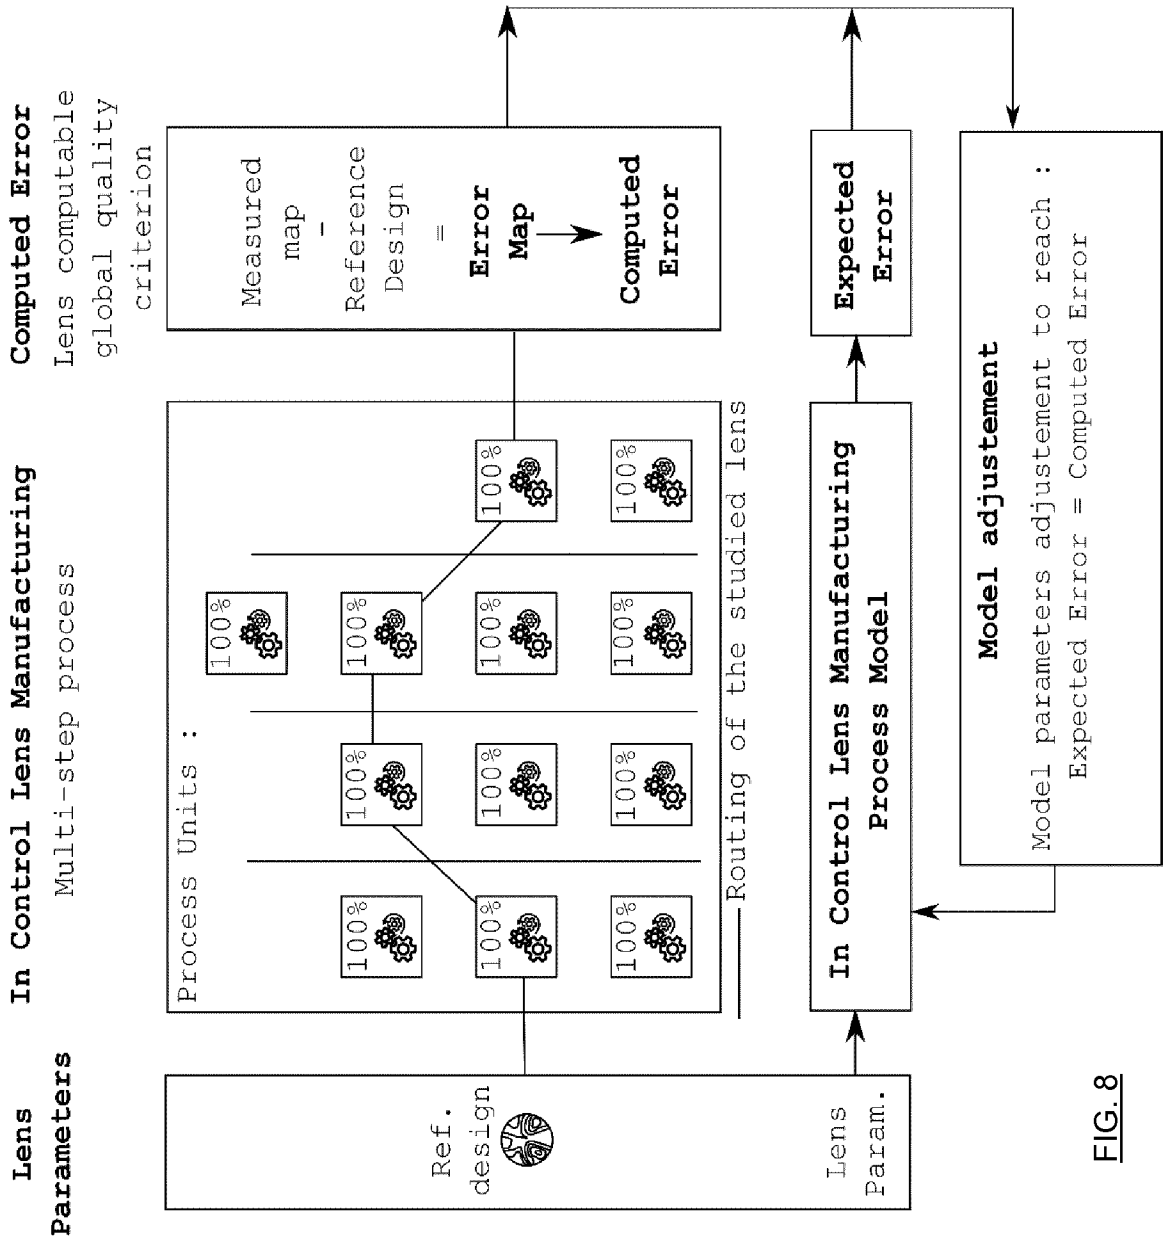 Lens
Parameters
In Control Lens Manufacturing
Multi-step process
Computed Error
Lens computable
global quality
criterion
Ref.
design
Lens
Param.
Process Units :
100%
100%
100%
100%
100%
100%
100%
100%
100%
100%
100%
100%
Routing of the studied lens
Measured
map
-
Reference
Design
=
Error
Map
Computed
Error
In Control Lens Manufacturing
Process Model
Expected
Error
Model adjustement
Model parameters adjustement to reach :
Expected Error = Computed Error
FIG. 8